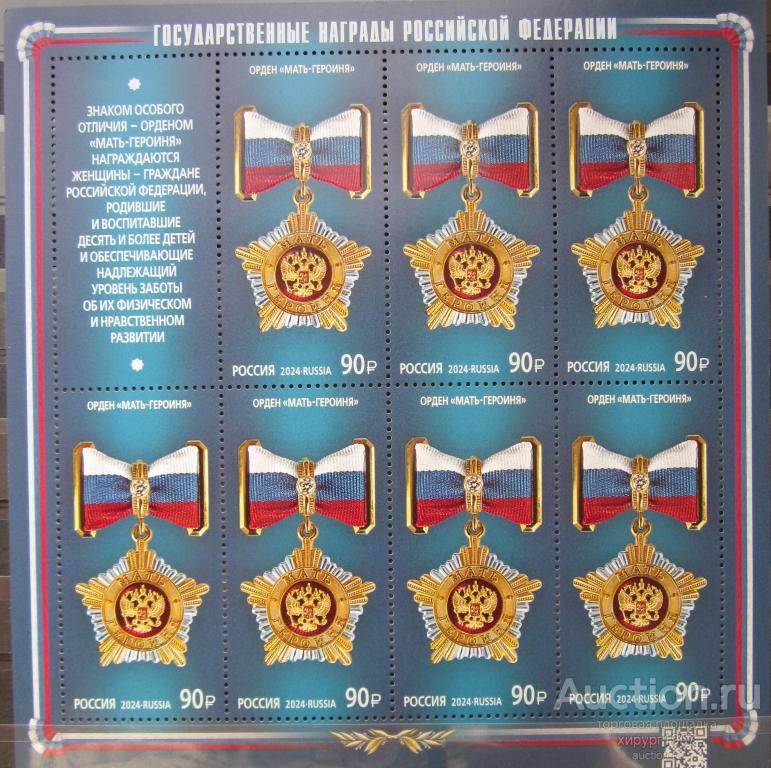 ГОСУДАРСТВЕННЫЕ НАГРАДЫ РОССИЙСКОЙ ФЕДЕРАЦИИ
ЗНАКОМ ОСОБОГО
ОТЛИЧИЯ – ОРДЕНОМ
«МАТЬ-ГЕРОИНЯ»
НАГРАЖДАЮТСЯ
ЖЕНЩИНЫ – ГРАЖДАНЕ
РОССИЙСКОЙ ФЕДЕРАЦИИ,
РОДИВШИЕ
И ВОСПИТАВШИЕ
ДЕСЯТЬ И БОЛЕЕ ДЕТЕЙ
И ОБЕСПЕЧИВАЮЩИЕ
НАДЛЕЖАЩИЙ
УРОВЕНЬ ЗАБОТЫ
ОБ ИХ ФИЗИЧЕСКОМ
И НРАВСТВЕННОМ
РАЗВИТИИ
ОРДЕН «МАТЬ-ГЕРОИНЯ»
МАТЬ
ГЕРОИНЯ
РОССИЯ 2024·RUSSIA 90₽
ОРДЕН «МАТЬ-ГЕРОИНЯ»
МАТЬ
ГЕРОИНЯ
РОССИЯ 2024·RUSSIA 90₽
ОРДЕН «МАТЬ-ГЕРОИНЯ»
МАТЬ
ГЕРОИНЯ
РОССИЯ 2024·RUSSIA 90₽
ОРДЕН «МАТЬ-ГЕРОИНЯ»
МАТЬ
ГЕРОИНЯ
РОССИЯ 2024·RUSSIA 90₽
ОРДЕН «МАТЬ-ГЕРОИНЯ»
МАТЬ
ГЕРОИНЯ
РОССИЯ 2024·RUSSIA 90₽
ОРДЕН «МАТЬ-ГЕРОИНЯ»
МАТЬ
ГЕРОИНЯ
РОССИЯ 2024·RUSSIA 90₽
ОРДЕН «МАТЬ-ГЕРОИНЯ»
МАТЬ
ГЕРОИНЯ
РОССИЯ 2024·RUSSIA 90₽
Auction.ru
торговая площадка